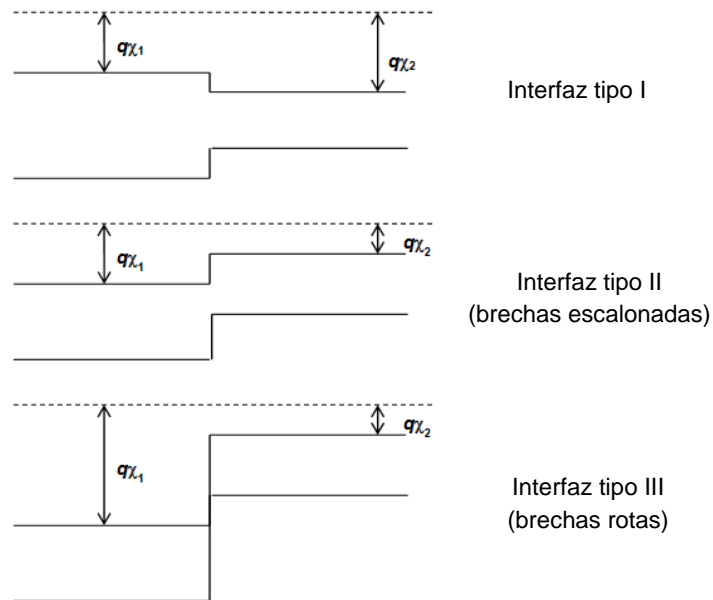 qχ₁
qχ₂
Interfaz tipo I
qχ₁
qχ₂
Interfaz tipo II
(brechas escalonadas)
qχ₁
qχ₂
Interfaz tipo III
(brechas rotas)